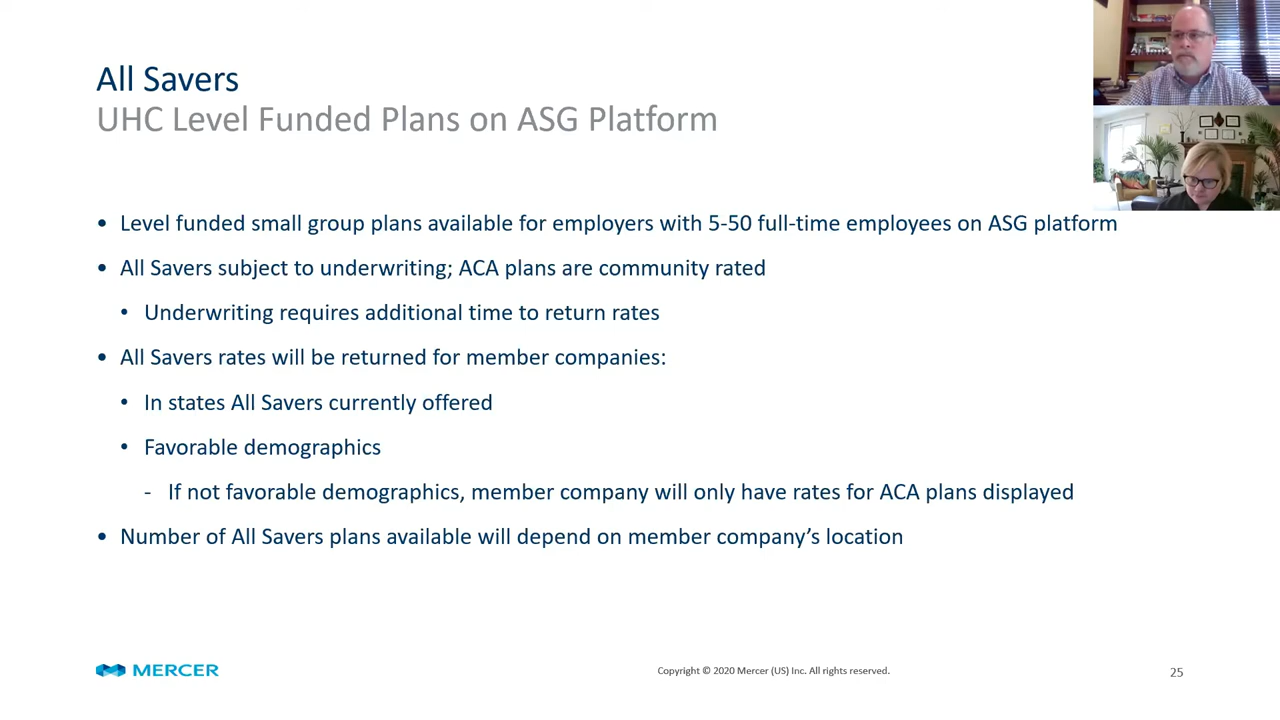 All Savers
UHC Level Funded Plans on ASG Platform
• Level funded small group plans available for employers with 5-50 full-time employees on ASG platform
• All Savers subject to underwriting; ACA plans are community rated
• Underwriting requires additional time to return rates
• All Savers rates will be returned for member companies:
• In states All Savers currently offered
• Favorable demographics
- If not favorable demographics, member company will only have rates for ACA plans displayed
• Number of All Savers plans available will depend on member company’s location
MERCER
Copyright © 2020 Mercer (US) Inc. All rights reserved.
25